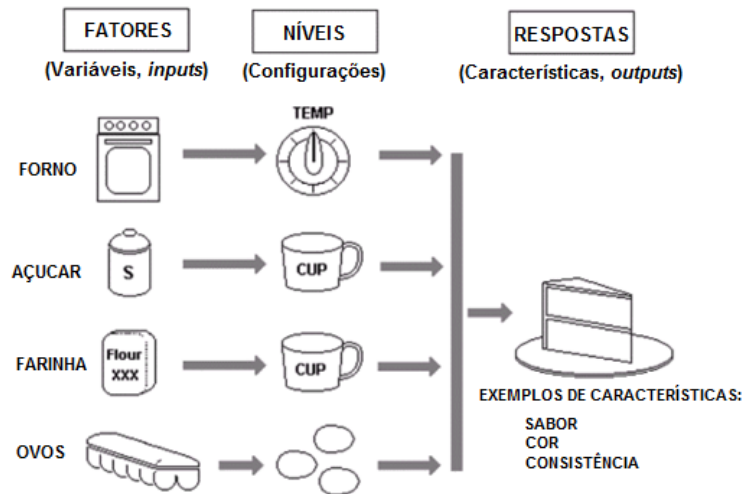 FATORES
NÍVEIS
RESPOSTAS
(Variáveis, inputs)
(Configurações)
(Características, outputs)
TEMP
FORNO
AÇUCAR
S
CUP
FARINHA
Flour
XXX
CUP
EXEMPLOS DE CARACTERÍSTICAS:
SABOR
COR
CONSISTÊNCIA
OVOS